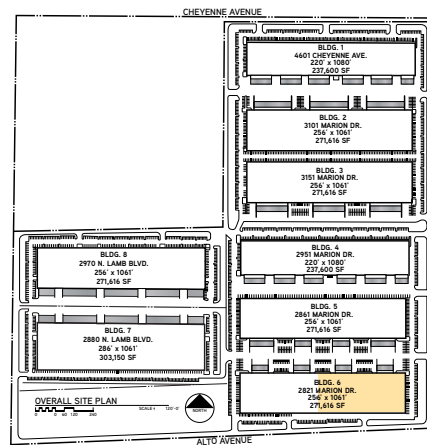 CHEYENNE AVENUE
BLDG. 1
4601 CHEYENNE AVE.
220' x 1080'
237,600 SF
BLDG. 2
3101 MARION DR.
256' x 1061'
271,616 SF
BLDG. 3
3151 MARION DR.
256' x 1061'
271,616 SF
BLDG. 4
2951 MARION DR.
220' x 1080'
237,600 SF
BLDG. 8
2970 N. LAMB BLVD.
256' x 1061'
271,616 SF
BLDG. 5
2861 MARION DR.
256' x 1061'
271,616 SF
BLDG. 7
2880 N. LAMB BLVD.
286' x 1061'
303,150 SF
BLDG. 6
2821 MARION DR.
256' x 1061'
271,616 SF
OVERALL SITE PLAN
0 60 120 240
NORTH
ALTO AVENUE